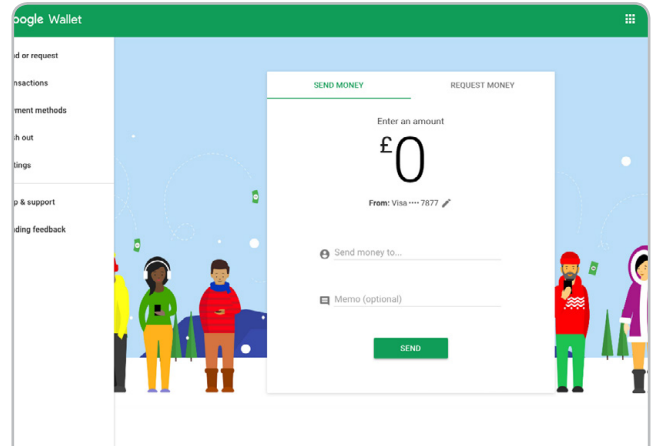 oogle Wallet
d or request
nsactions
ment methods
h out
tings
p & support
ding feedback
SEND MONEY
REQUEST MONEY
Enter an amount
£0
From: Visa ···· 7877
Send money to...
Memo (optional)
SEND